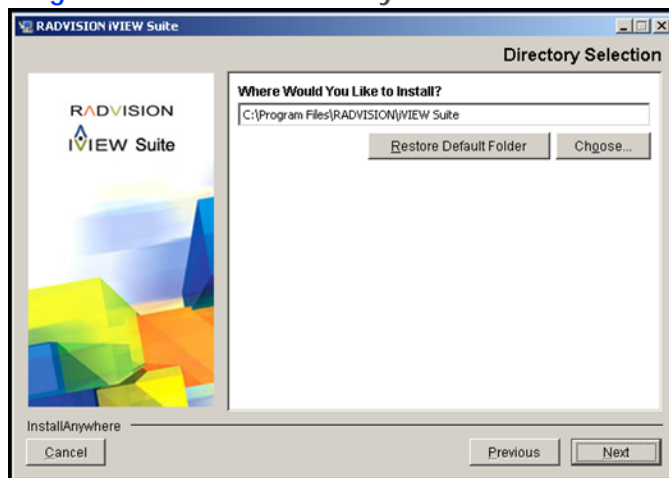 RADVISION iVIEW Suite
Directory Selection
RADVISION
iVIEW Suite
Where Would You Like to Install?
C:\Program Files\RADVISION\iVIEW Suite
Restore Default Folder
Choose...
InstallAnywhere
Cancel
Previous
Next